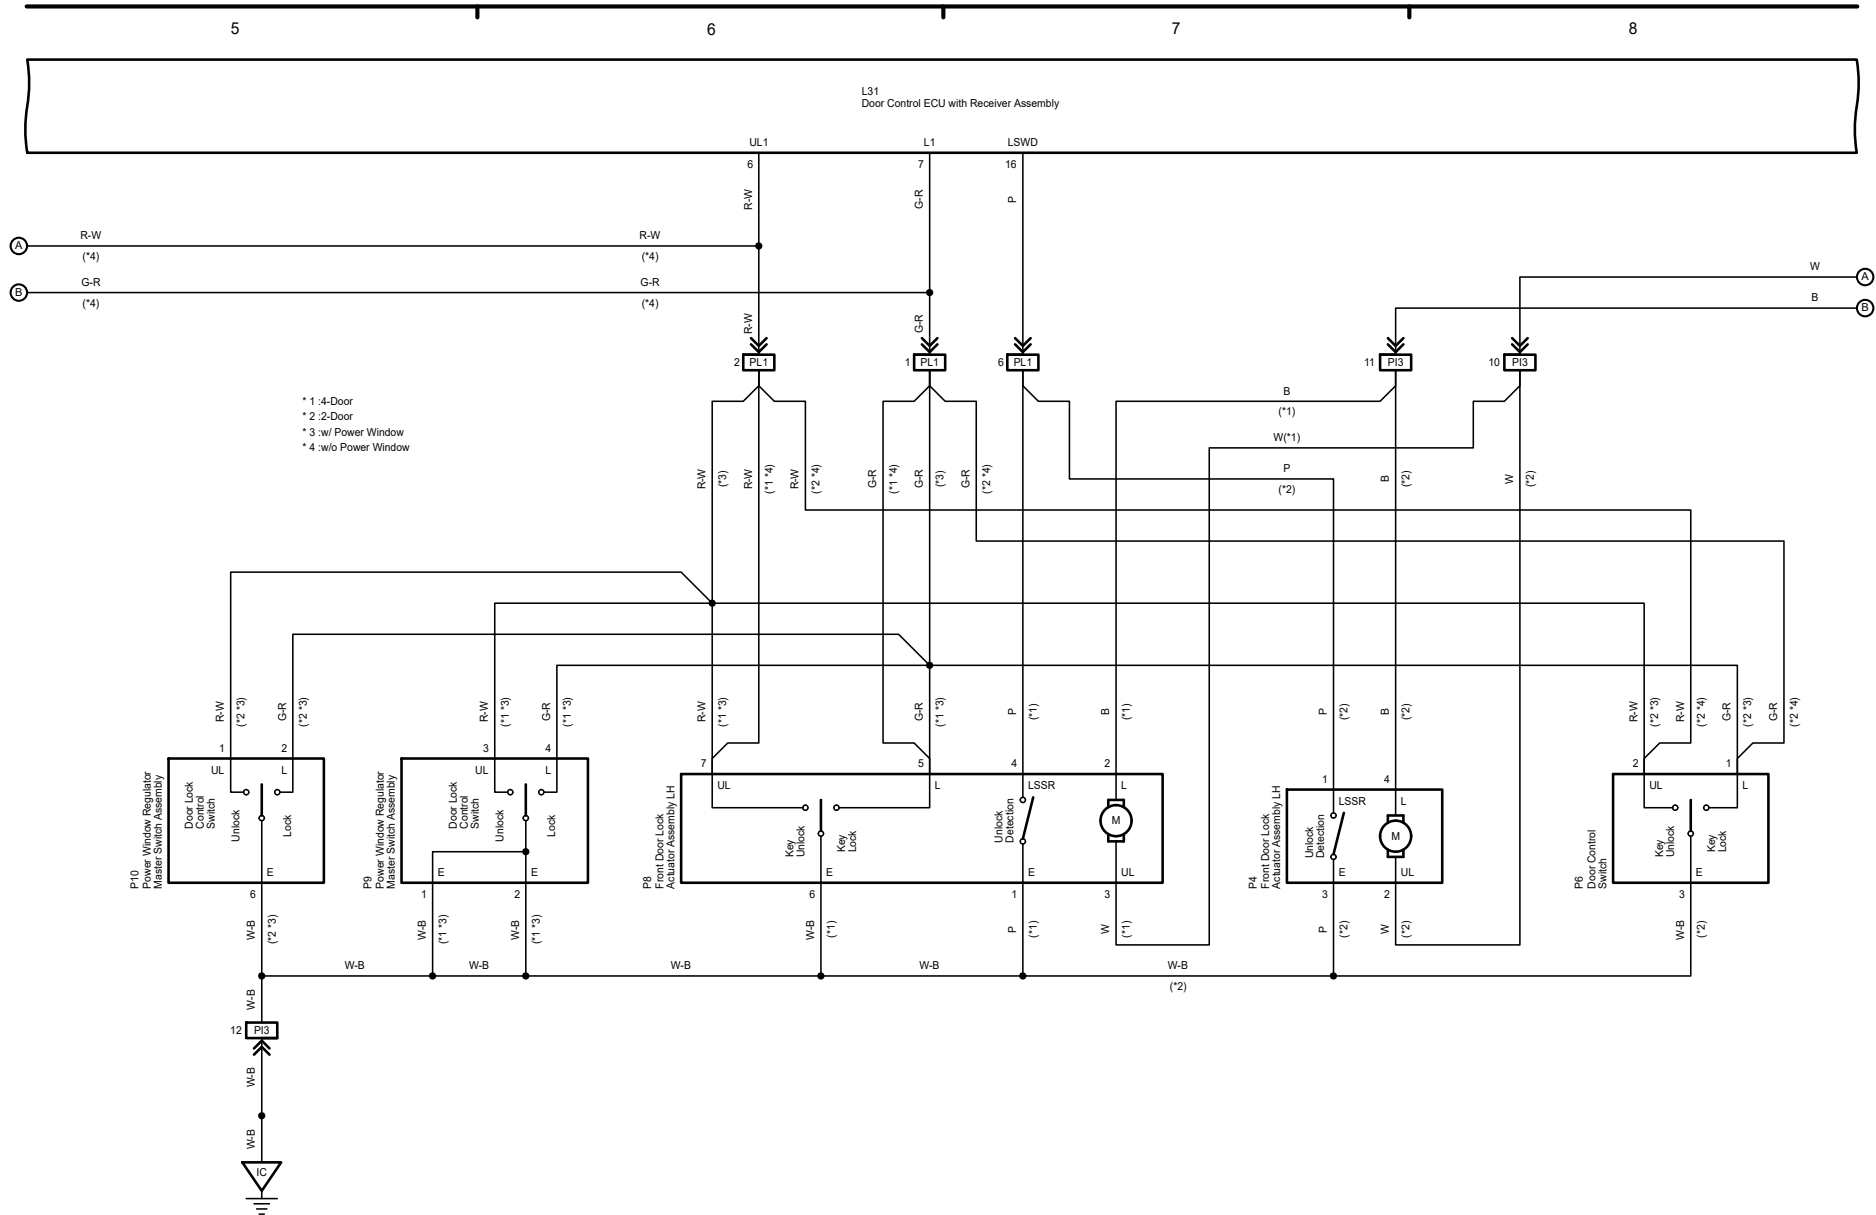 5 6 7 8
L31
Door Control ECU with Receiver Assembly
UL1 L1 LSWD
6 7 16
R-W G-R P
A R-W R-W
(*4) (*4)
B G-R G-R
(*4) (*4)
W A
B B
R-W G-R
2 PL1 1 PL1 6 PL1 11 PI3 10 PI3
* 1 :4-Door
* 2 :2-Door
* 3 :w/ Power Window
* 4 :w/o Power Window
B
(*1)
W(*1)
P
(*2)
R-W (*3)
R-W (*1 *4)
R-W (*2 *4)
G-R (*1 *4)
G-R (*3)
G-R (*2 *4)
B (*2)
W (*2)
R-W (*2 *3)
G-R (*2 *3)
R-W (*1 *3)
G-R (*1 *3)
R-W (*1 *3)
G-R (*1 *3)
P (*1)
B (*1)
P (*2)
B (*2)
R-W (*2 *3)
R-W (*2 *4)
G-R (*2 *3)
G-R (*2 *4)
1 2 3 4 7 5 4 2 1 4 2 1
P10
Power Window Regulator
Master Switch Assembly
UL L
Door Lock
Control
Switch
Unlock
Lock
E
P9
Power Window Regulator
Master Switch Assembly
UL L
Door Lock
Control
Switch
Unlock
Lock
E E
P8
Front Door Lock
Actuator Assembly LH
UL L LSSR L
Key
Unlock
Key
Lock
Unlock
Detection
M
E E UL
P4
Front Door Lock
Actuator Assembly LH
LSSR L
Unlock
Detection
M
E UL
P6
Door Control
Switch
UL L
Key
Unlock
Key
Lock
E
6 1 2 6 1 3 3 2 3
W-B (*2 *3)
W-B (*1 *3)
W-B (*1 *3)
W-B (*1)
P (*1)
W (*1)
P (*2)
W (*2)
W-B (*2)
W-B W-B W-B W-B W-B
(*2)
W-B
12 PI3
W-B
W-B
IC